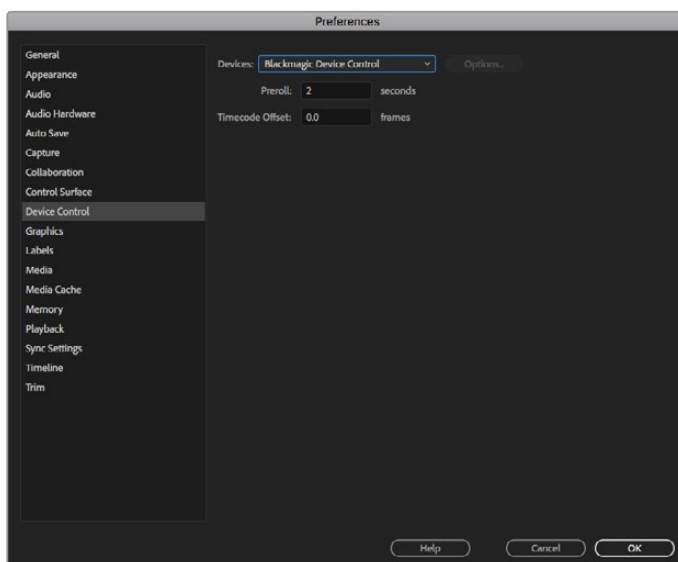 Preferences
General
Appearance
Audio
Audio Hardware
Auto Save
Capture
Collaboration
Control Surface
Device Control
Graphics
Labels
Media
Media Cache
Memory
Playback
Sync Settings
Timeline
Trim
Devices: Blackmagic Device Control Options...
Preroll: 2 seconds
Timecode Offset: 0.0 frames
Help Cancel OK